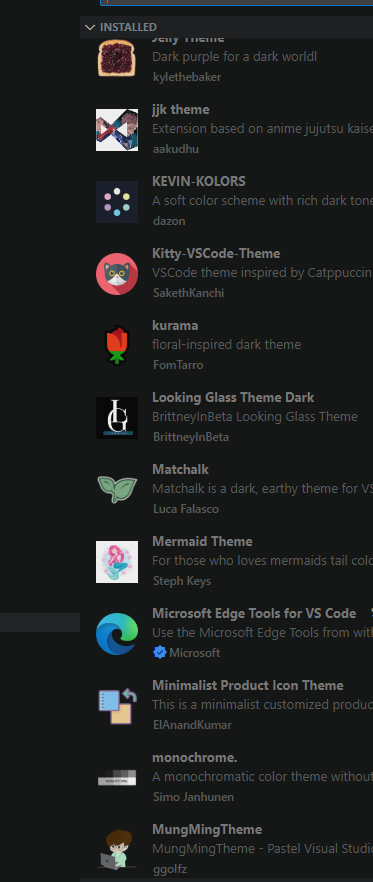 INSTALLED
Jelly Theme
Dark purple for a dark worldl
kylethebaker
jjk theme
Extension based on anime jujutsu kaise
aakudhu
KEVIN-KOLORS
A soft color scheme with rich dark tone
dazon
Kitty-VSCode-Theme
VSCode theme inspired by Catppuccin
SakethKanchi
kurama
floral-inspired dark theme
FomTarro
Looking Glass Theme Dark
BrittneyInBeta Looking Glass Theme
BrittneyInBeta
Matchalk
Matchalk is a dark, earthy theme for VS
Luca Falasco
Mermaid Theme
For those who loves mermaids tail colo
Steph Keys
Microsoft Edge Tools for VS Code
Use the Microsoft Edge Tools from with
Microsoft
Minimalist Product Icon Theme
This is a minimalist customized produc
ElAnandKumar
monochrome.
A monochromatic color theme without
Simo Janhunen
MungMingTheme
MungMingTheme - Pastel Visual Studio
ggolfz